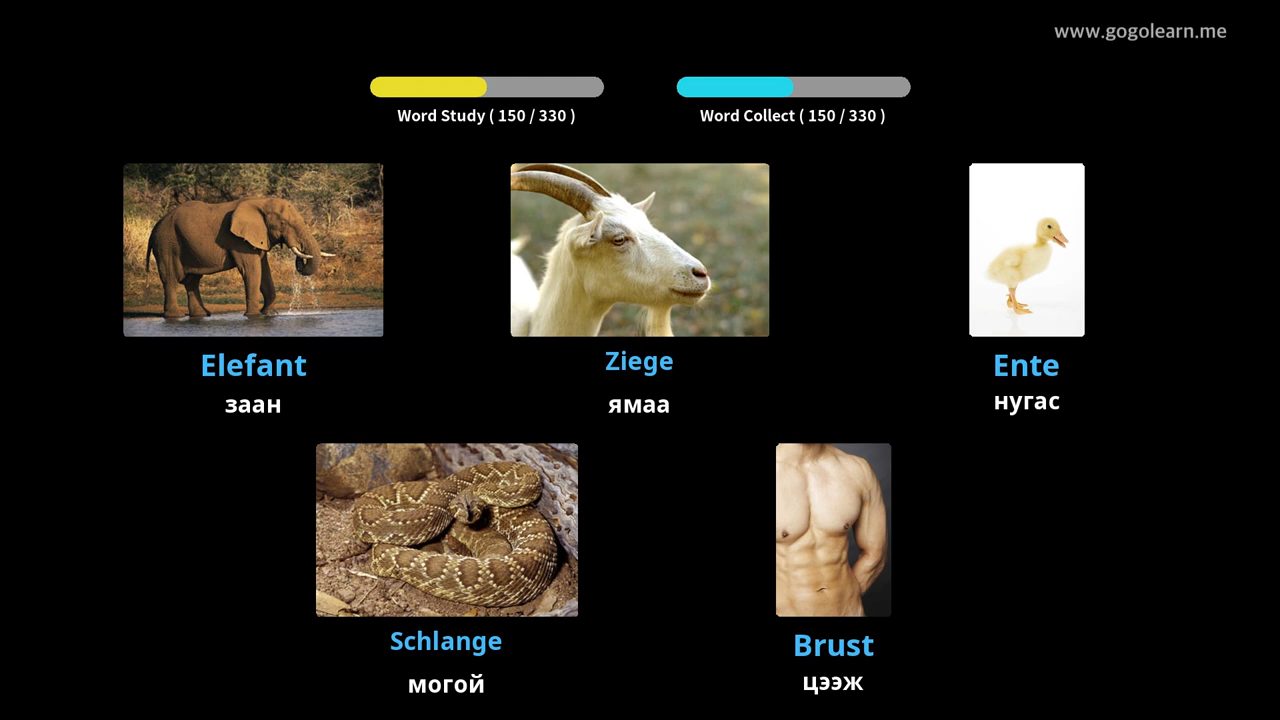 www.gogolearn.me
Word Study ( 150 / 330 )
Word Collect ( 150 / 330 )
Elefant
заан
Ziege
ямаа
Ente
нугас
Schlange
могой
Brust
цээж